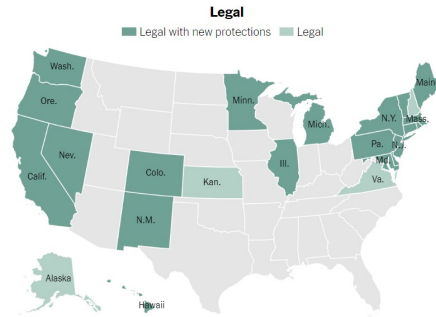 Legal
Legal with new protections Legal
Wash.
Main
Ore.
Minn.
Mich.
N.Y.
Mass.
Nev.
Pa.
N.J.
Calif.
Colo.
Ill.
Md.
Kan.
Va.
N.M.
Alaska
Hawaii